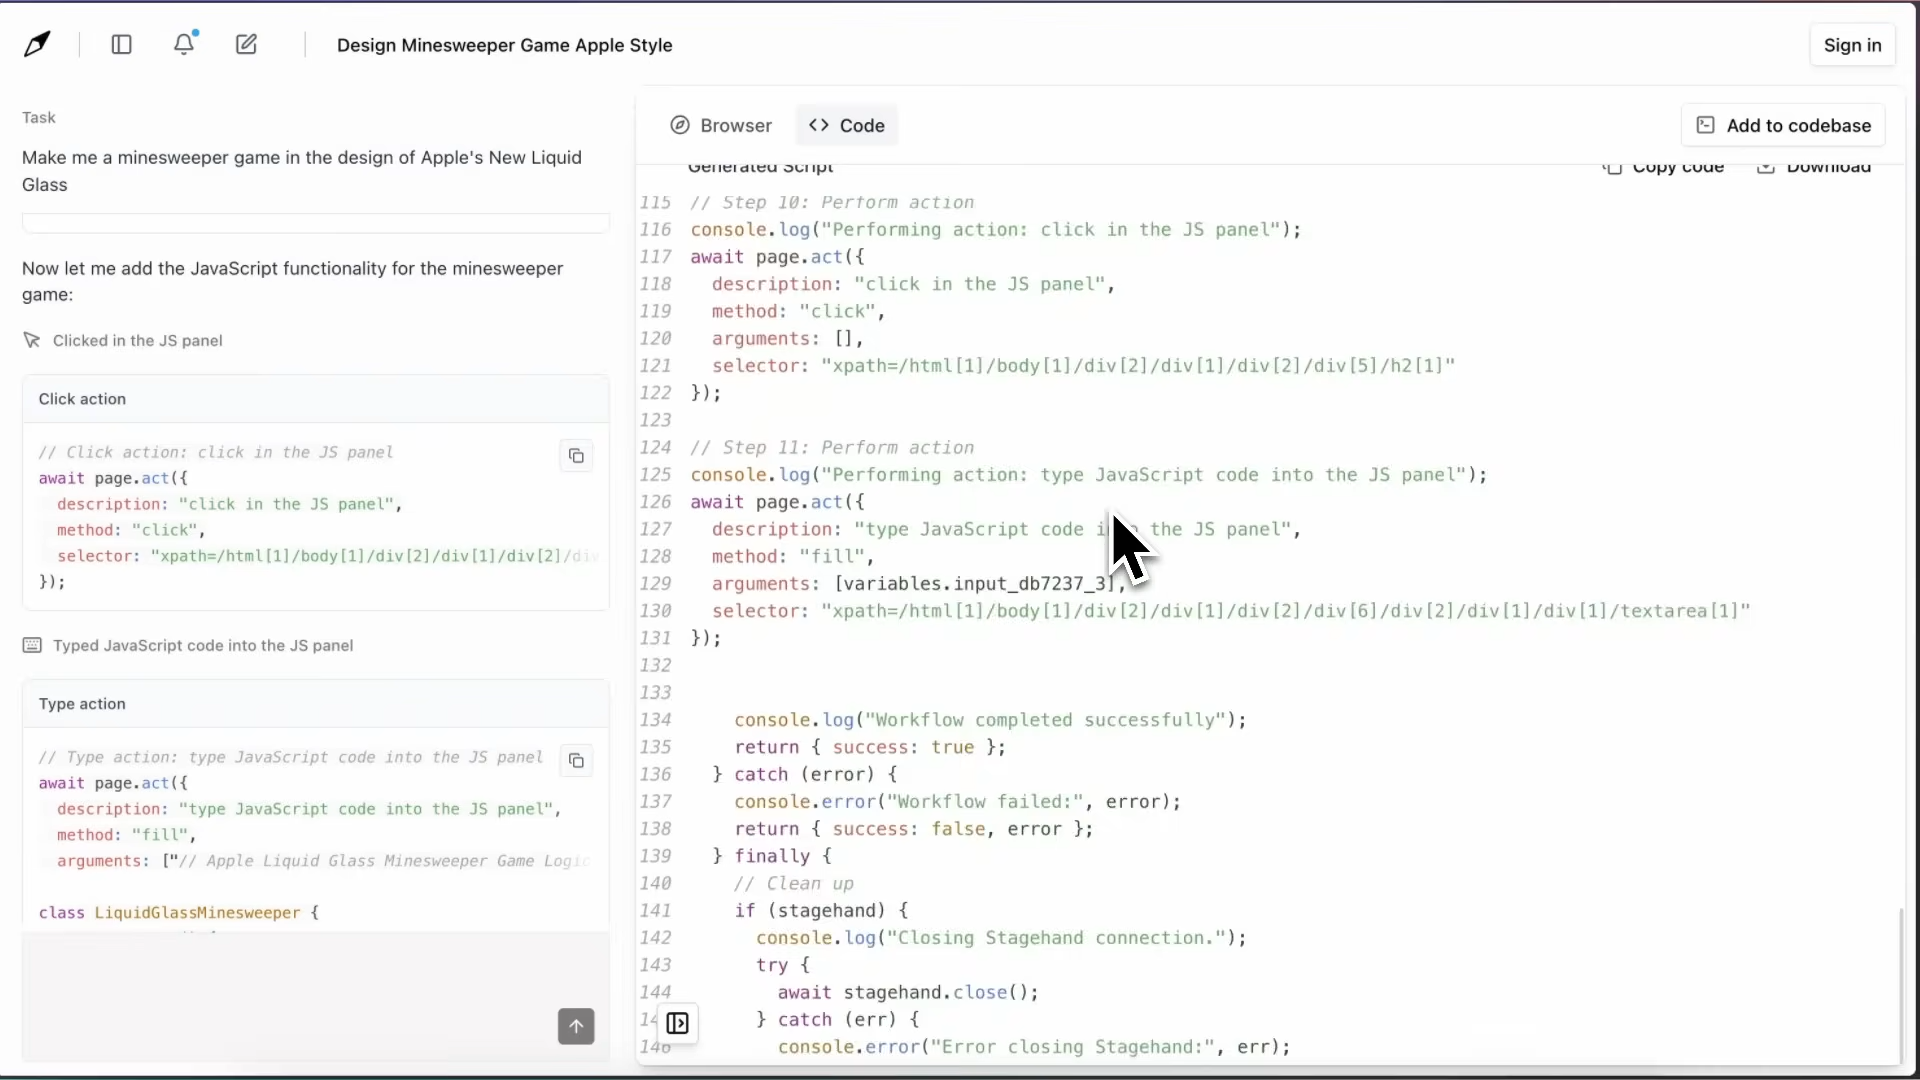 Design Minesweeper Game Apple Style
Sign in
Task
Make me a minesweeper game in the design of Apple's New Liquid
Glass
Now let me add the JavaScript functionality for the minesweeper
game:
Clicked in the JS panel
Click action
// Click action: click in the JS panel
await page.act({
  description: "click in the JS panel",
  method: "click",
  selector: "xpath=/html[1]/body[1]/div[2]/div[1]/div[2]/div
});
Typed JavaScript code into the JS panel
Type action
// Type action: type JavaScript code into the JS panel
await page.act({
  description: "type JavaScript code into the JS panel",
  method: "fill",
  arguments: ["// Apple Liquid Glass Minesweeper Game Logic
class LiquidGlassMinesweeper {
Browser
Code
Add to codebase
Generated Script
Copy code
Download
115 // Step 10: Perform action
116 console.log("Performing action: click in the JS panel");
117 await page.act({
118   description: "click in the JS panel",
119   method: "click",
120   arguments: [],
121   selector: "xpath=/html[1]/body[1]/div[2]/div[1]/div[2]/div[5]/h2[1]"
122 });
123
124 // Step 11: Perform action
125 console.log("Performing action: type JavaScript code into the JS panel");
126 await page.act({
127   description: "type JavaScript code into the JS panel",
128   method: "fill",
129   arguments: [variables.input_db7237_3],
130   selector: "xpath=/html[1]/body[1]/div[2]/div[1]/div[2]/div[6]/div[2]/div[1]/div[1]/textarea[1]"
131 });
132
133
134     console.log("Workflow completed successfully");
135     return { success: true };
136   } catch (error) {
137     console.error("Workflow failed:", error);
138     return { success: false, error };
139   } finally {
140     // Clean up
141     if (stagehand) {
142       console.log("Closing Stagehand connection.");
143       try {
144         await stagehand.close();
14       } catch (err) {
146         console.error("Error closing Stagehand:", err);